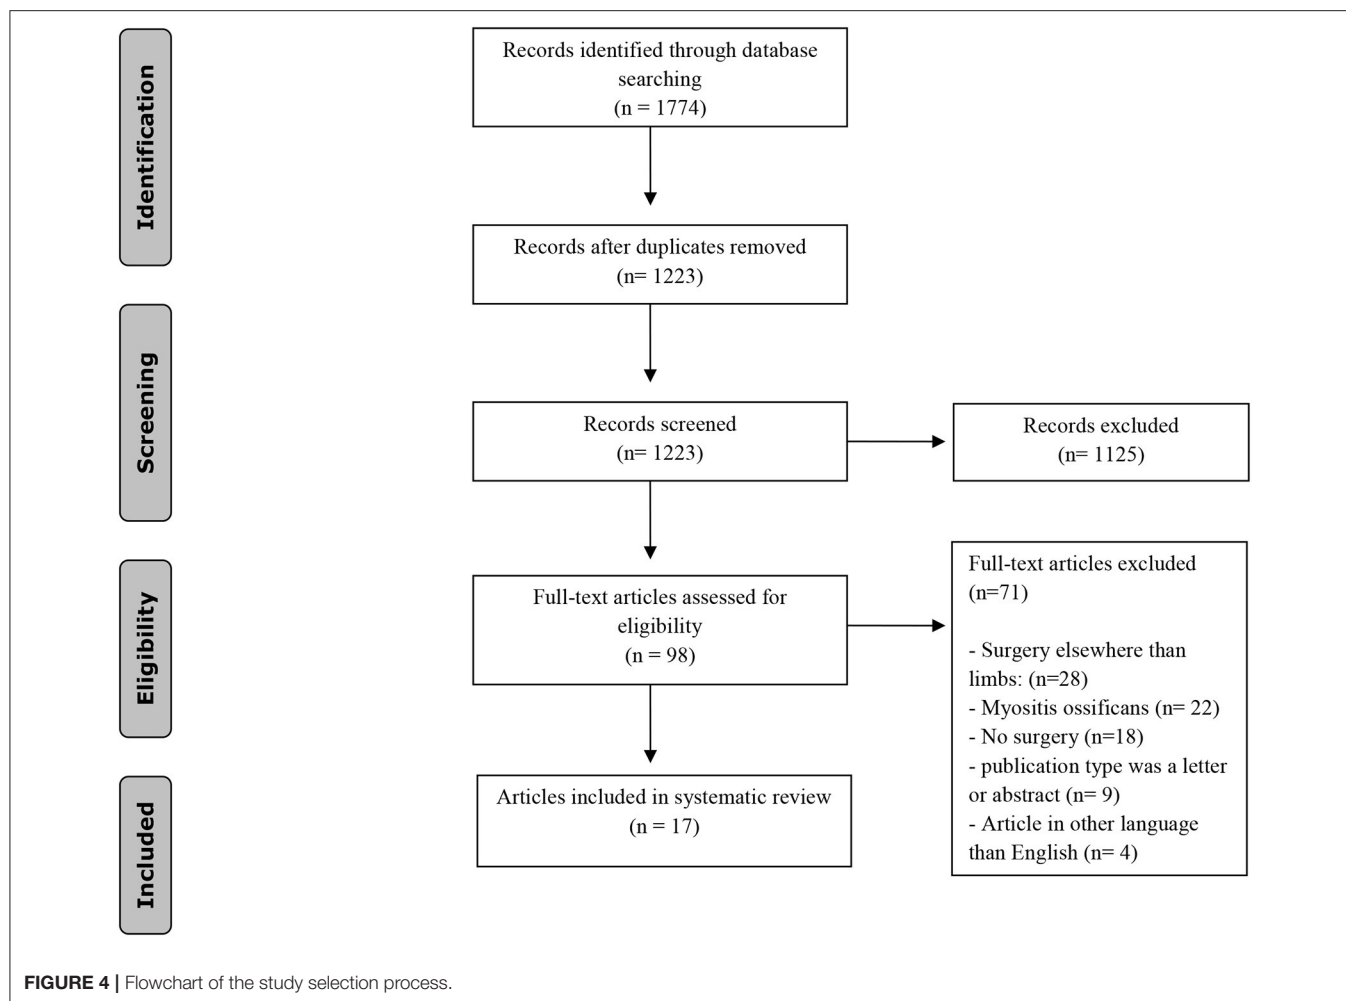 Identification
Records identified through database
searching
(n = 1774)
Records after duplicates removed
(n= 1223)
Screening
Records screened
(n= 1223)
Records excluded
(n= 1125)
Eligibility
Full-text articles assessed for
eligibility
(n = 98)
Full-text articles excluded
(n=71)
- Surgery elsewhere than
limbs: (n=28)
- Myositis ossificans (n= 22)
- No surgery (n=18)
- publication type was a letter
or abstract (n= 9)
- Article in other language
than English (n= 4)
Included
Articles included in systematic review
(n = 17)
FIGURE 4 | Flowchart of the study selection process.